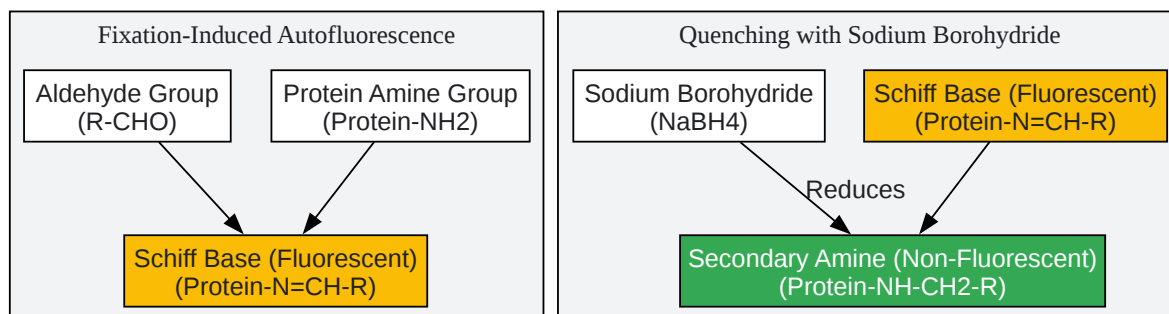 Fixation-Induced Autofluorescence
Aldehyde Group
(R-CHO)
Protein Amine Group
(Protein-NH2)
Schiff Base (Fluorescent)
(Protein-N=CH-R)
Quenching with Sodium Borohydride
Sodium Borohydride
(NaBH4)
Schiff Base (Fluorescent)
(Protein-N=CH-R)
Reduces
Secondary Amine (Non-Fluorescent)
(Protein-NH-CH2-R)